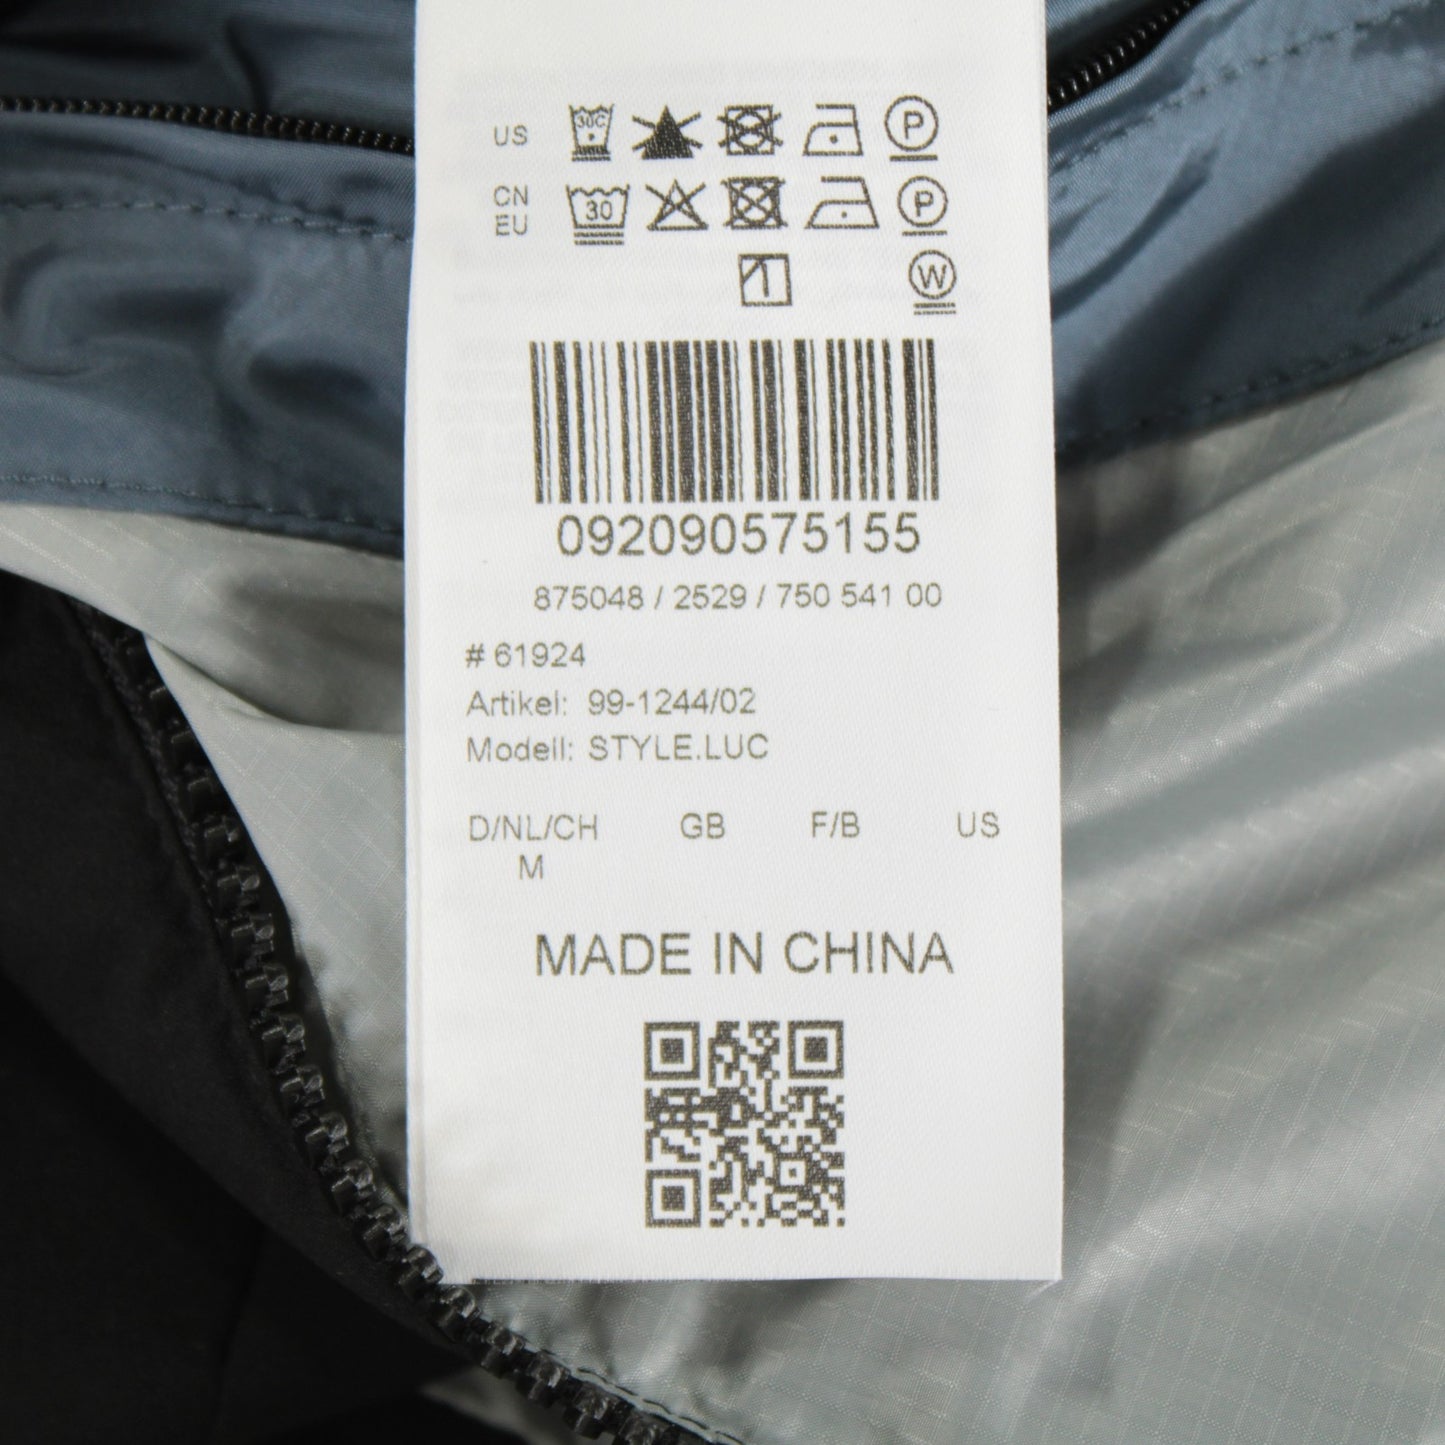 US 30C P
CN
EU 30 P
W
092090575155
875048 / 2529 / 750 541 00
# 61924
Artikel: 99-1244/02
Modell: STYLE.LUC
D/NL/CH GB F/B US
M
MADE IN CHINA